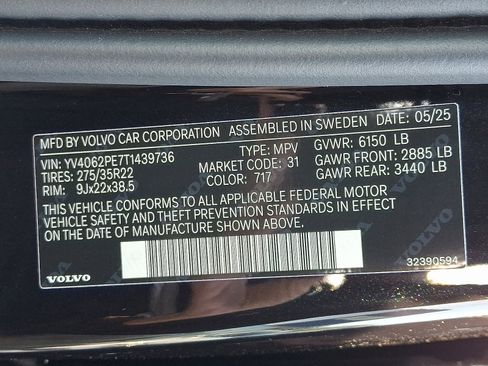 MFD BY VOLVO CAR CORPORATION ASSEMBLED IN SWEDEN DATE: 05/25
VIN: YV4062PE7T1439736 TYPE: MPV GVWR: 6150 LB
TIRES: 275/35R22 MARKET: 31 GAWR FRONT: 2885 LB
RIM: 9Jx22x38.5 COLOR: 717 GAWR REAR: 3440 LB
THIS VEHICLE CONFORMS TO ALL APPLICABLE FEDERAL MOTOR
VEHICLE SAFETY AND THEFT PREVENTION STANDARDS IN EFFECT
ON THE DATE OF MANUFACTURE SHOWN ABOVE.
VOLVO 32390594